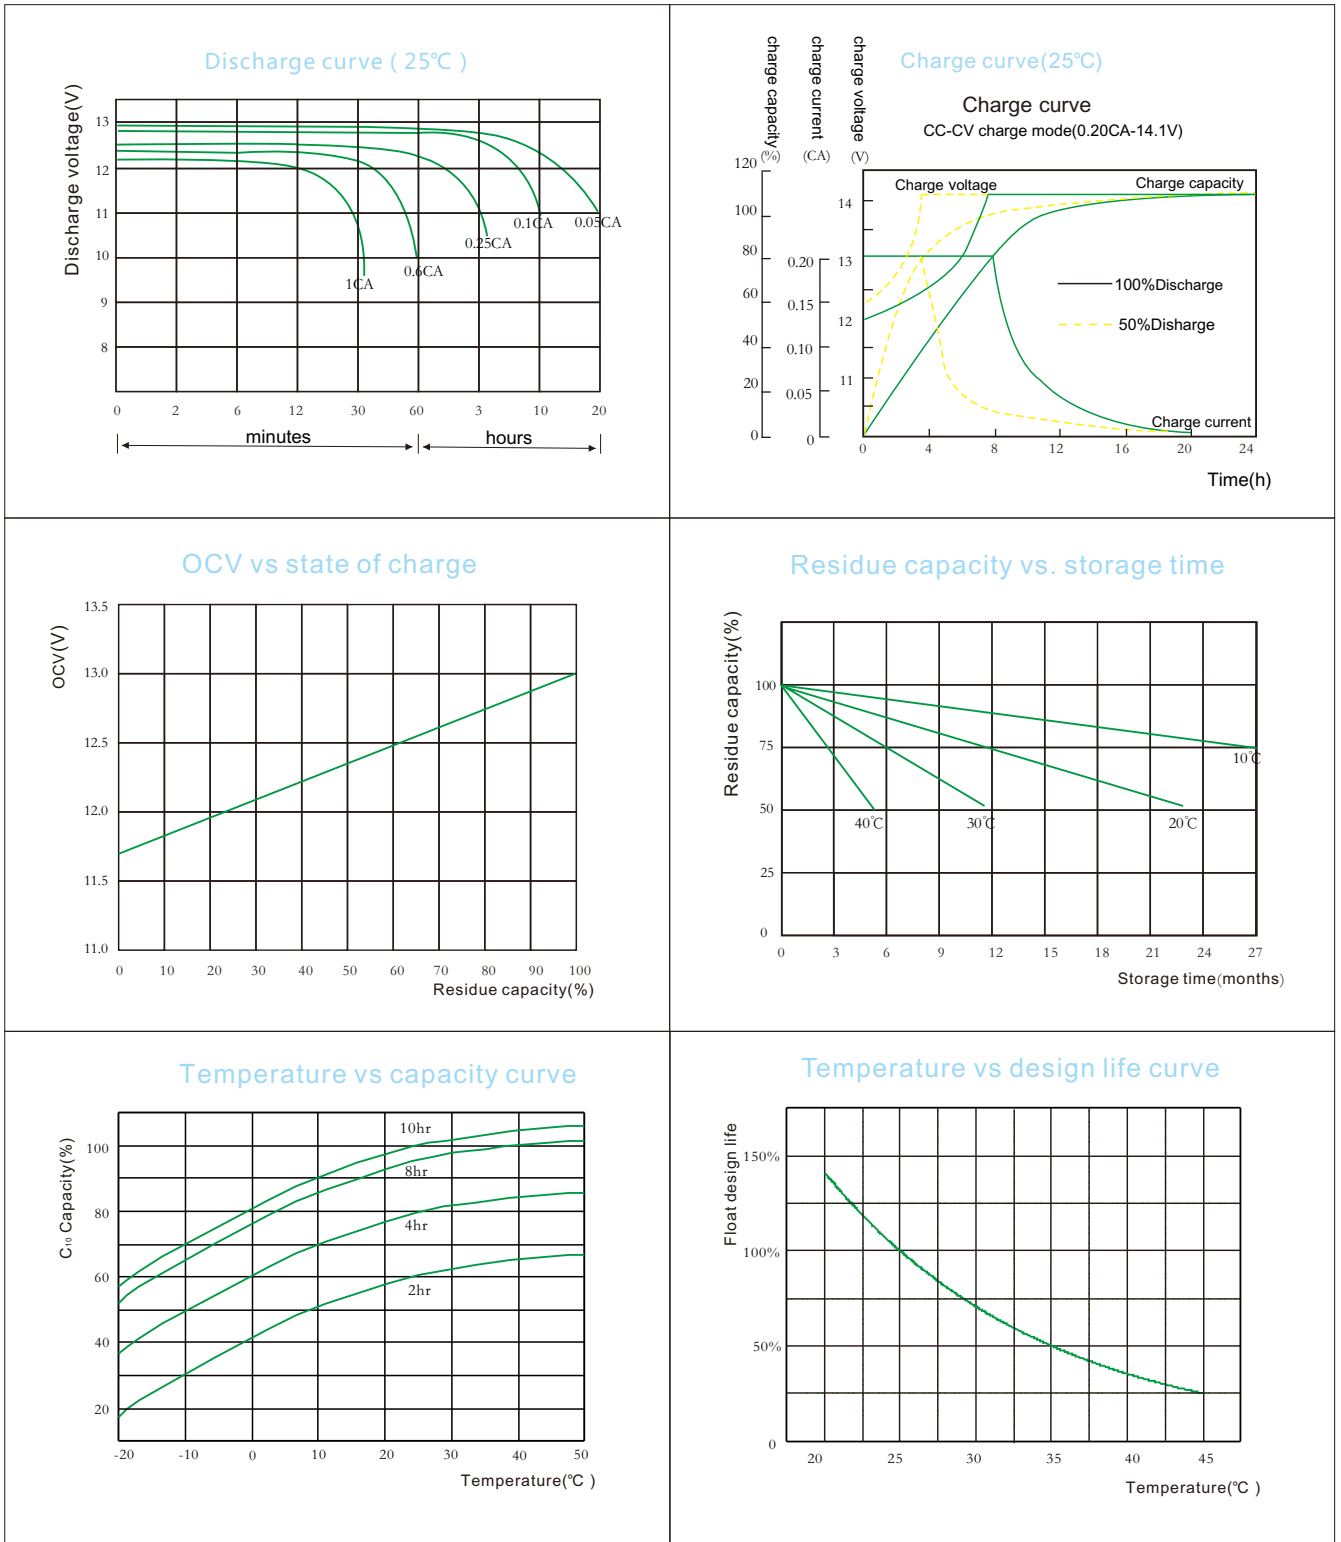 Discharge curve ( 25℃ )
Discharge voltage(V)
13
12
11
10
9
8
0 2 6 12 30 60 3 10 20
minutes hours
1CA
0.6CA
0.25CA
0.1CA
0.05CA
Charge curve(25℃)
Charge curve
CC-CV charge mode(0.20CA-14.1V)
charge capacity(%)
charge current (CA)
charge voltage (V)
120
100
80
60
40
20
0
0.20
0.15
0.10
0.05
0
14
13
12
11
Charge voltage
Charge capacity
100%Discharge
50%Disharge
Charge current
0 4 8 12 16 20 24
Time(h)
OCV vs state of charge
OCV(V)
13.5
13.0
12.5
12.0
11.5
11.0
0 10 20 30 40 50 60 70 80 90 100
Residue capacity(%)
Residue capacity vs. storage time
Residue capacity(%)
100
75
50
25
0
10℃
40℃
30℃
20℃
0 3 6 9 12 15 18 21 24 27
Storage time(months)
Temperature vs capacity curve
C₁₀ Capacity(%)
100
80
60
40
20
10hr
8hr
4hr
2hr
-20 -10 0 10 20 30 40 50
Temperature(℃ )
Temperature vs design life curve
Float design life
150%
100%
50%
0
20 25 30 35 40 45
Temperature(℃ )